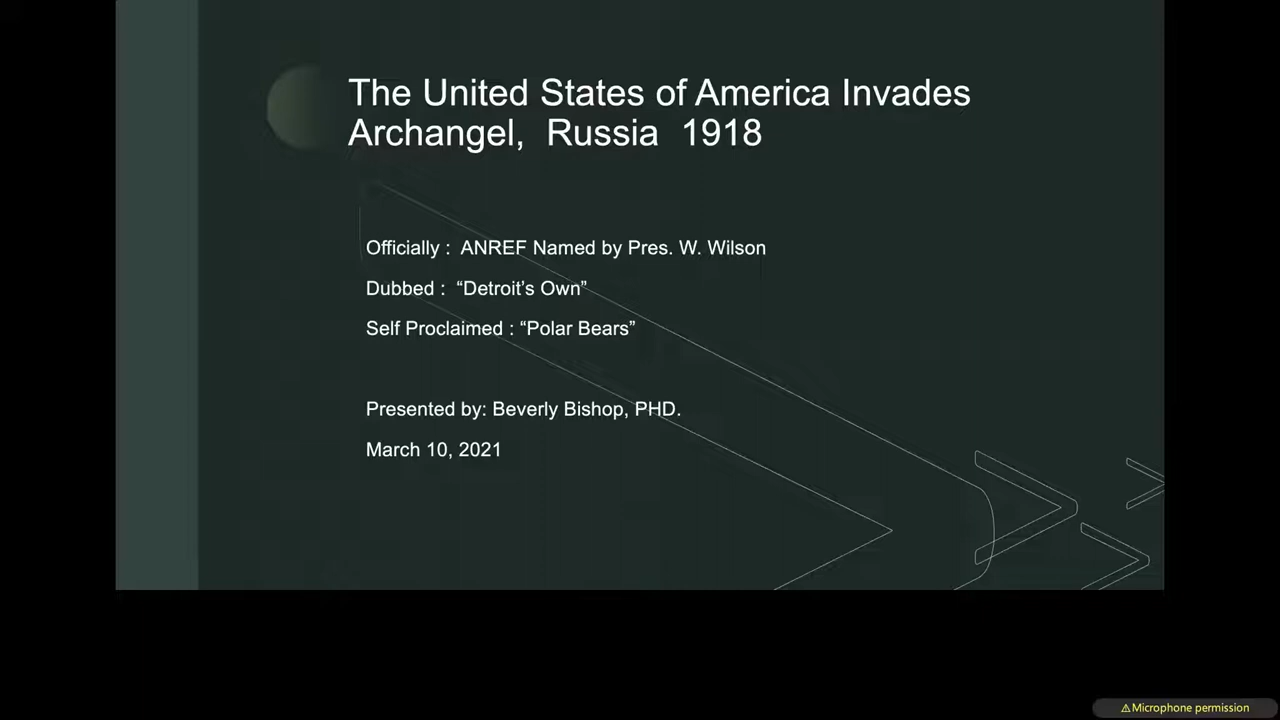 The United States of America Invades
Archangel, Russia 1918
Officially : ANREF Named by Pres. W. Wilson
Dubbed : “Detroit’s Own”
Self Proclaimed : “Polar Bears”
Presented by: Beverly Bishop, PHD.
March 10, 2021
⚠Microphone permission